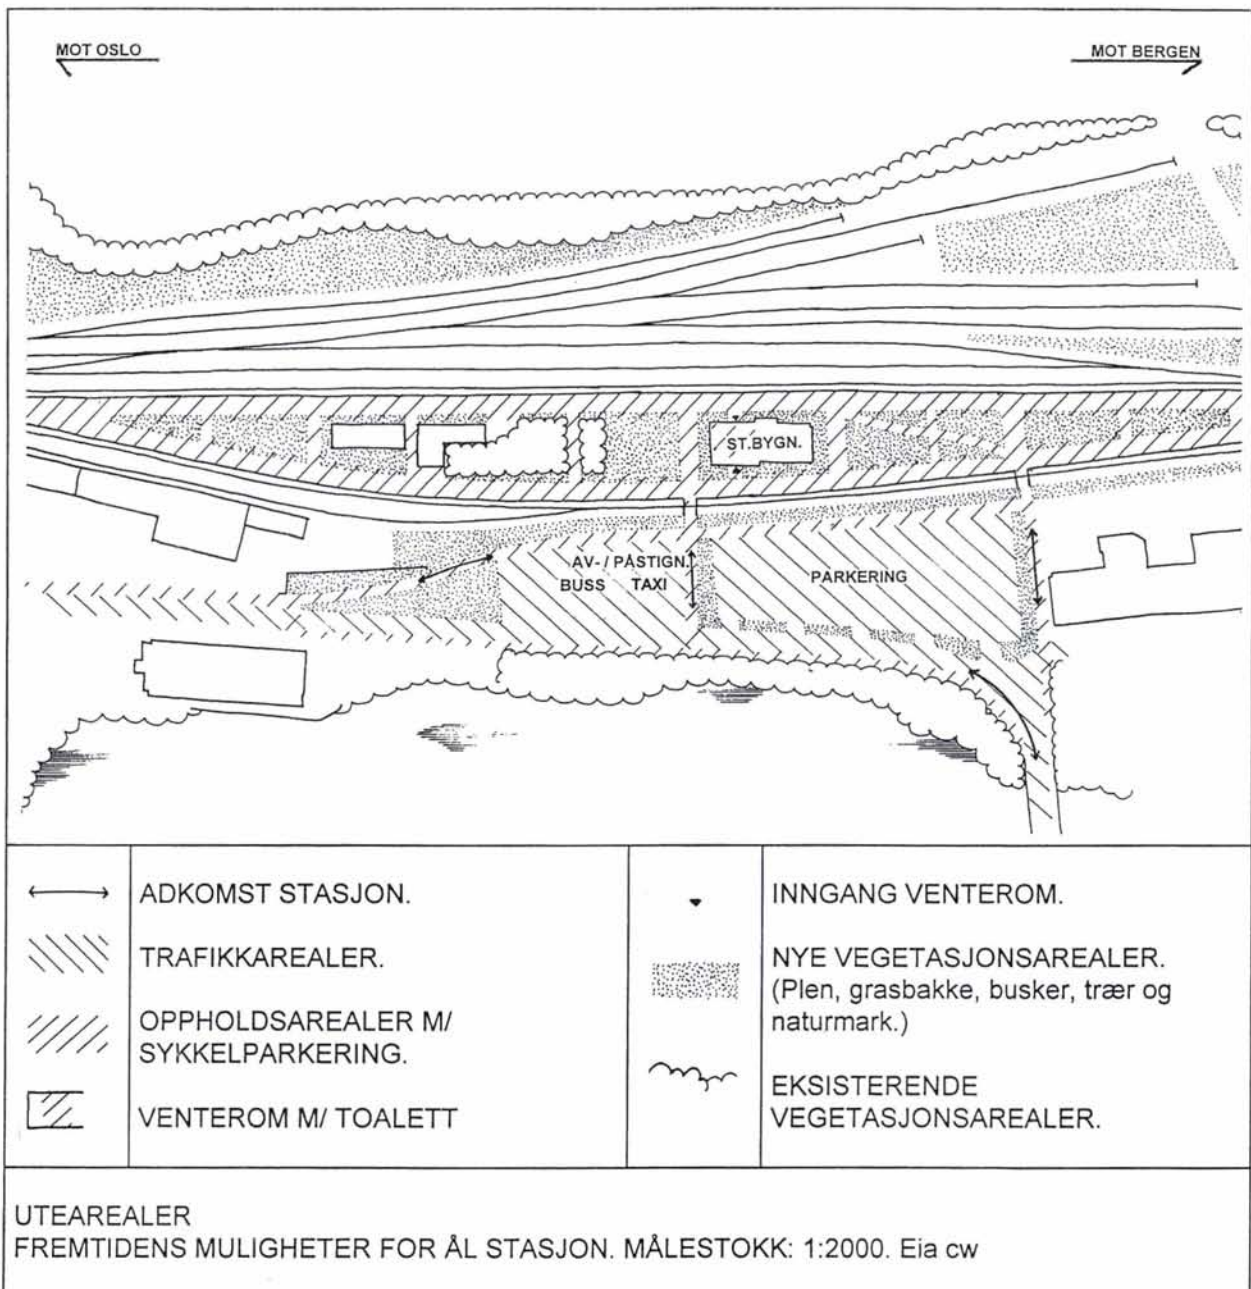 MOT OSLO
MOT BERGEN
ST.BYGN.
AV- / PÅSTIGN.
BUSS TAXI
PARKERING
ADKOMST STASJON.
TRAFIKKAREALER.
OPPHOLDSAREALER M/
SYKKELPARKERING.
VENTEROM M/ TOALETT
INNGANG VENTEROM.
NYE VEGETASJONSAREALER.
(Plen, grasbakke, busker, trær og
naturmark.)
EKSISTERENDE
VEGETASJONSAREALER.
UTEAREALER
FREMTIDENS MULIGHETER FOR ÅL STASJON. MÅLESTOKK: 1:2000. Eia cw